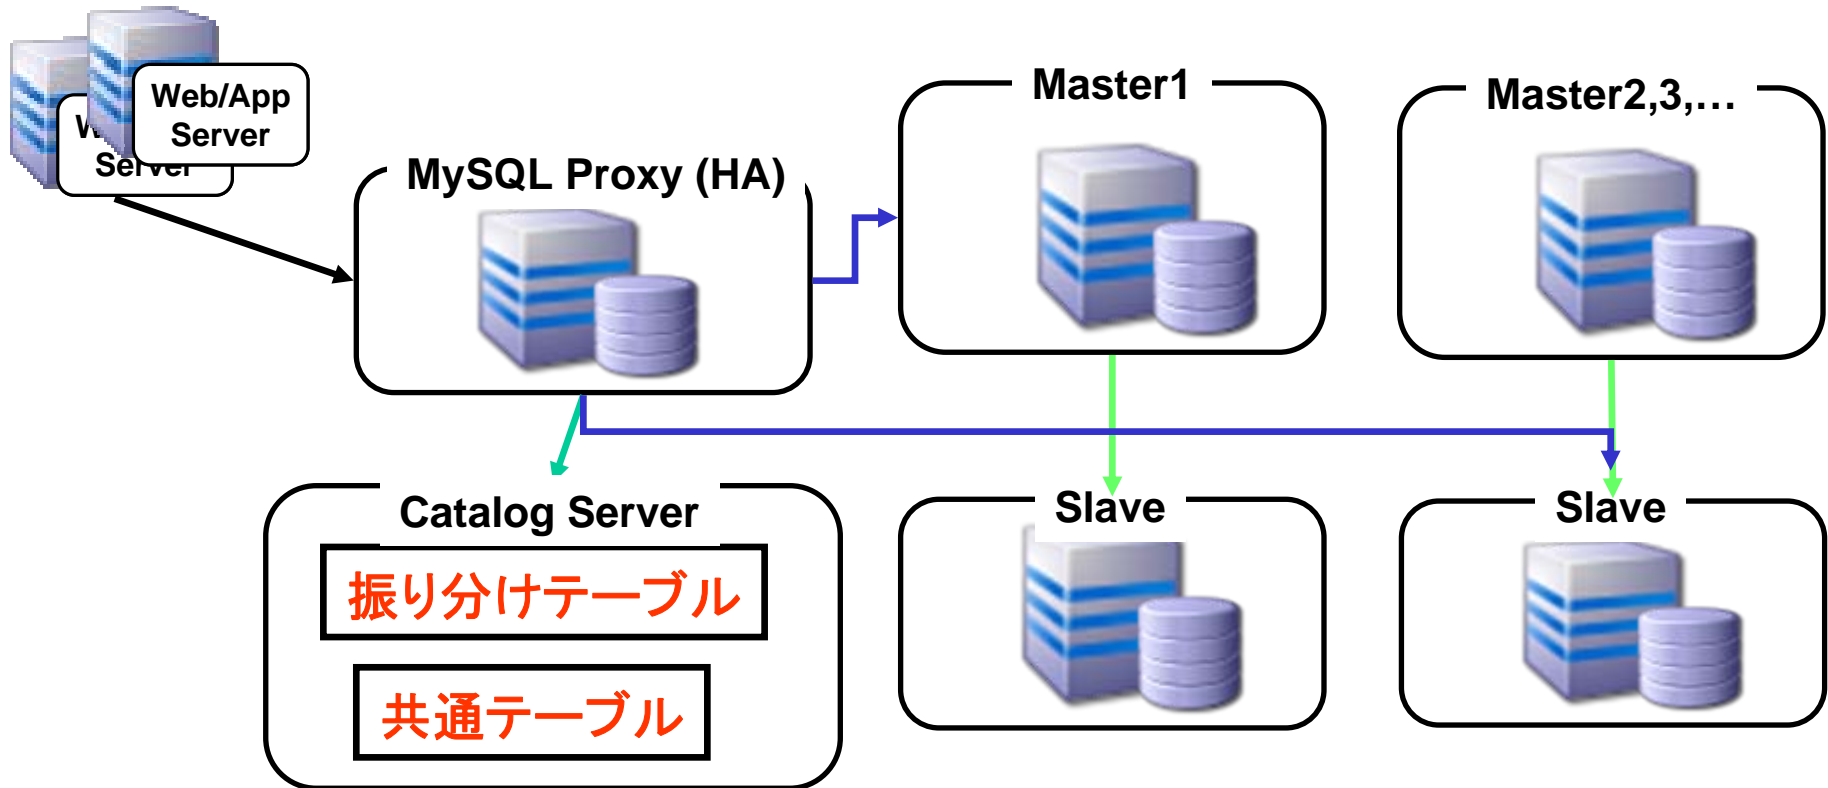 Web/App
Server
W
Server
MySQL Proxy (HA)
Master1
Master2,3,…
Catalog Server
振り分けテーブル
共通テーブル
Slave
Slave